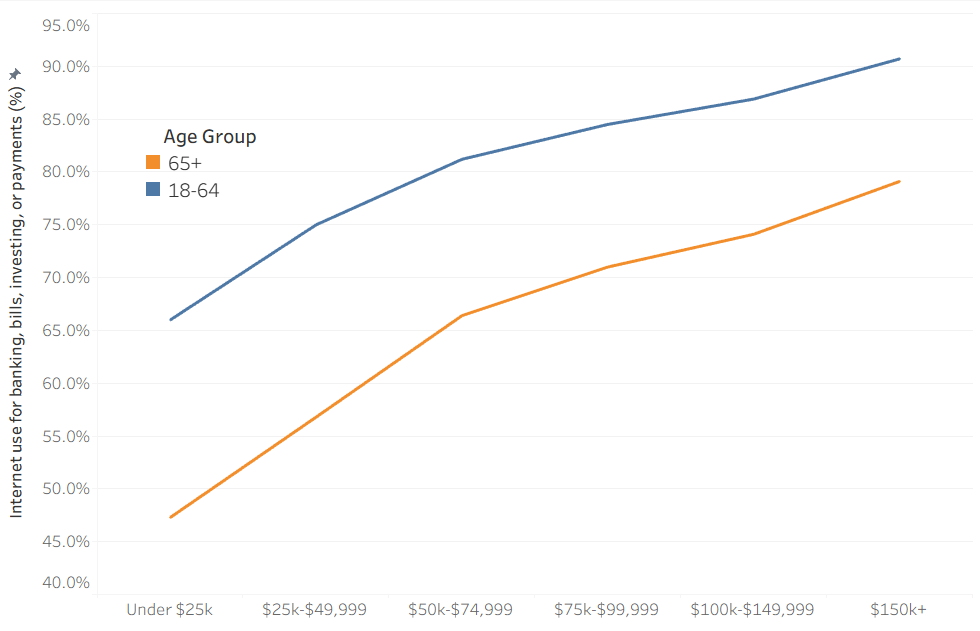 Internet use for banking, bills, investing, or payments (%)
95.0%
90.0%
85.0%
80.0%
75.0%
70.0%
65.0%
60.0%
55.0%
50.0%
45.0%
40.0%
Age Group
65+
18-64
Under $25k
$25k-$49,999
$50k-$74,999
$75k-$99,999
$100k-$149,999
$150k+